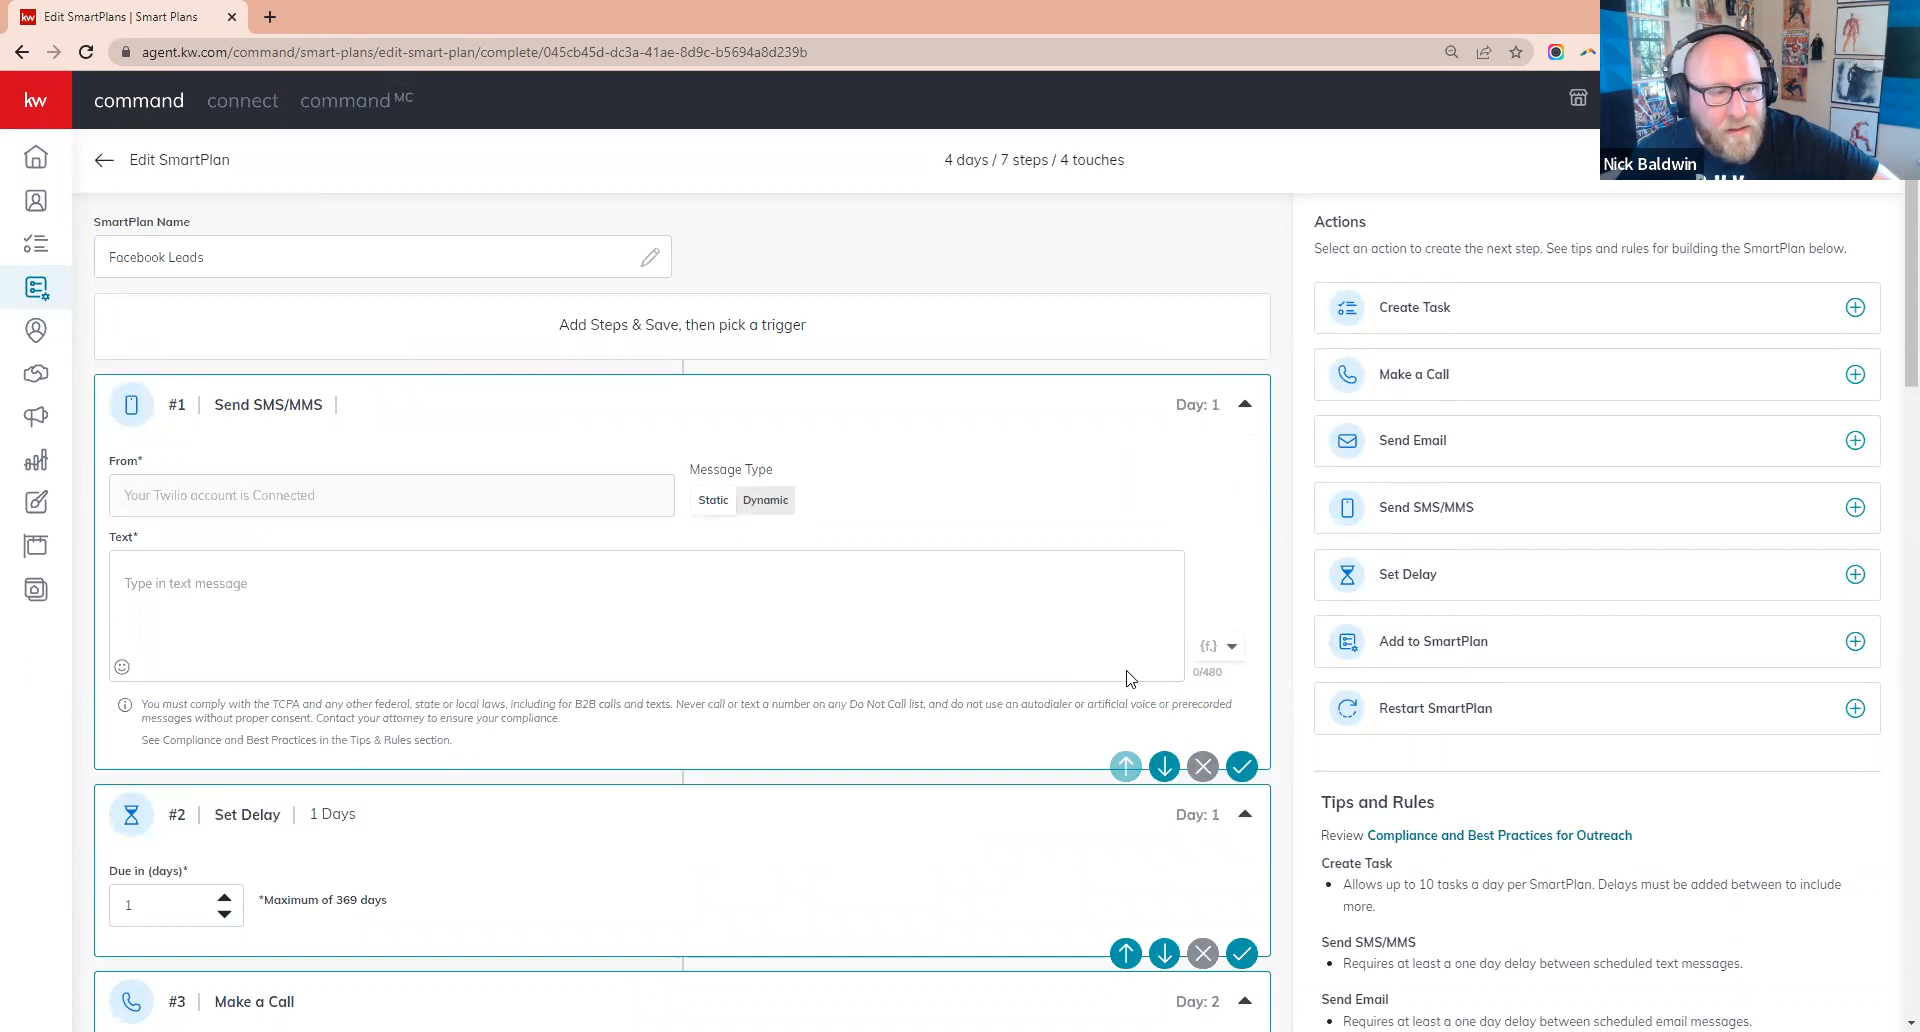 kw Edit SmartPlans | Smart Plans
agent.kw.com/command/smart-plans/edit-smart-plan/complete/045cb45d-dc3a-41ae-8d9c-b5694a8d239b
kw command connect command MC
Nick Baldwin
Edit SmartPlan
4 days / 7 steps / 4 touches
SmartPlan Name
Facebook Leads
Add Steps & Save, then pick a trigger
#1 | Send SMS/MMS |
Day: 1
From*
Your Twilio account is Connected
Message Type
Static Dynamic
Text*
Type in text message
{f.}
0/480
You must comply with the TCPA and any other federal, state or local laws, including for B2B calls and texts. Never call or text a number on any Do Not Call list, and do not use an autodialer or artificial voice or prerecorded
messages without proper consent. Contact your attorney to ensure your compliance.
See Compliance and Best Practices in the Tips & Rules section.
#2 | Set Delay | 1 Days
Day: 1
Due in (days)*
1
*Maximum of 369 days
#3 | Make a Call
Day: 2
Actions
Select an action to create the next step. See tips and rules for building the SmartPlan below.
Create Task
Make a Call
Send Email
Send SMS/MMS
Set Delay
Add to SmartPlan
Restart SmartPlan
Tips and Rules
Review Compliance and Best Practices for Outreach
Create Task
• Allows up to 10 tasks a day per SmartPlan. Delays must be added between to include
more.
Send SMS/MMS
• Requires at least a one day delay between scheduled text messages.
Send Email
• Requires at least a one day delay between scheduled email messages.